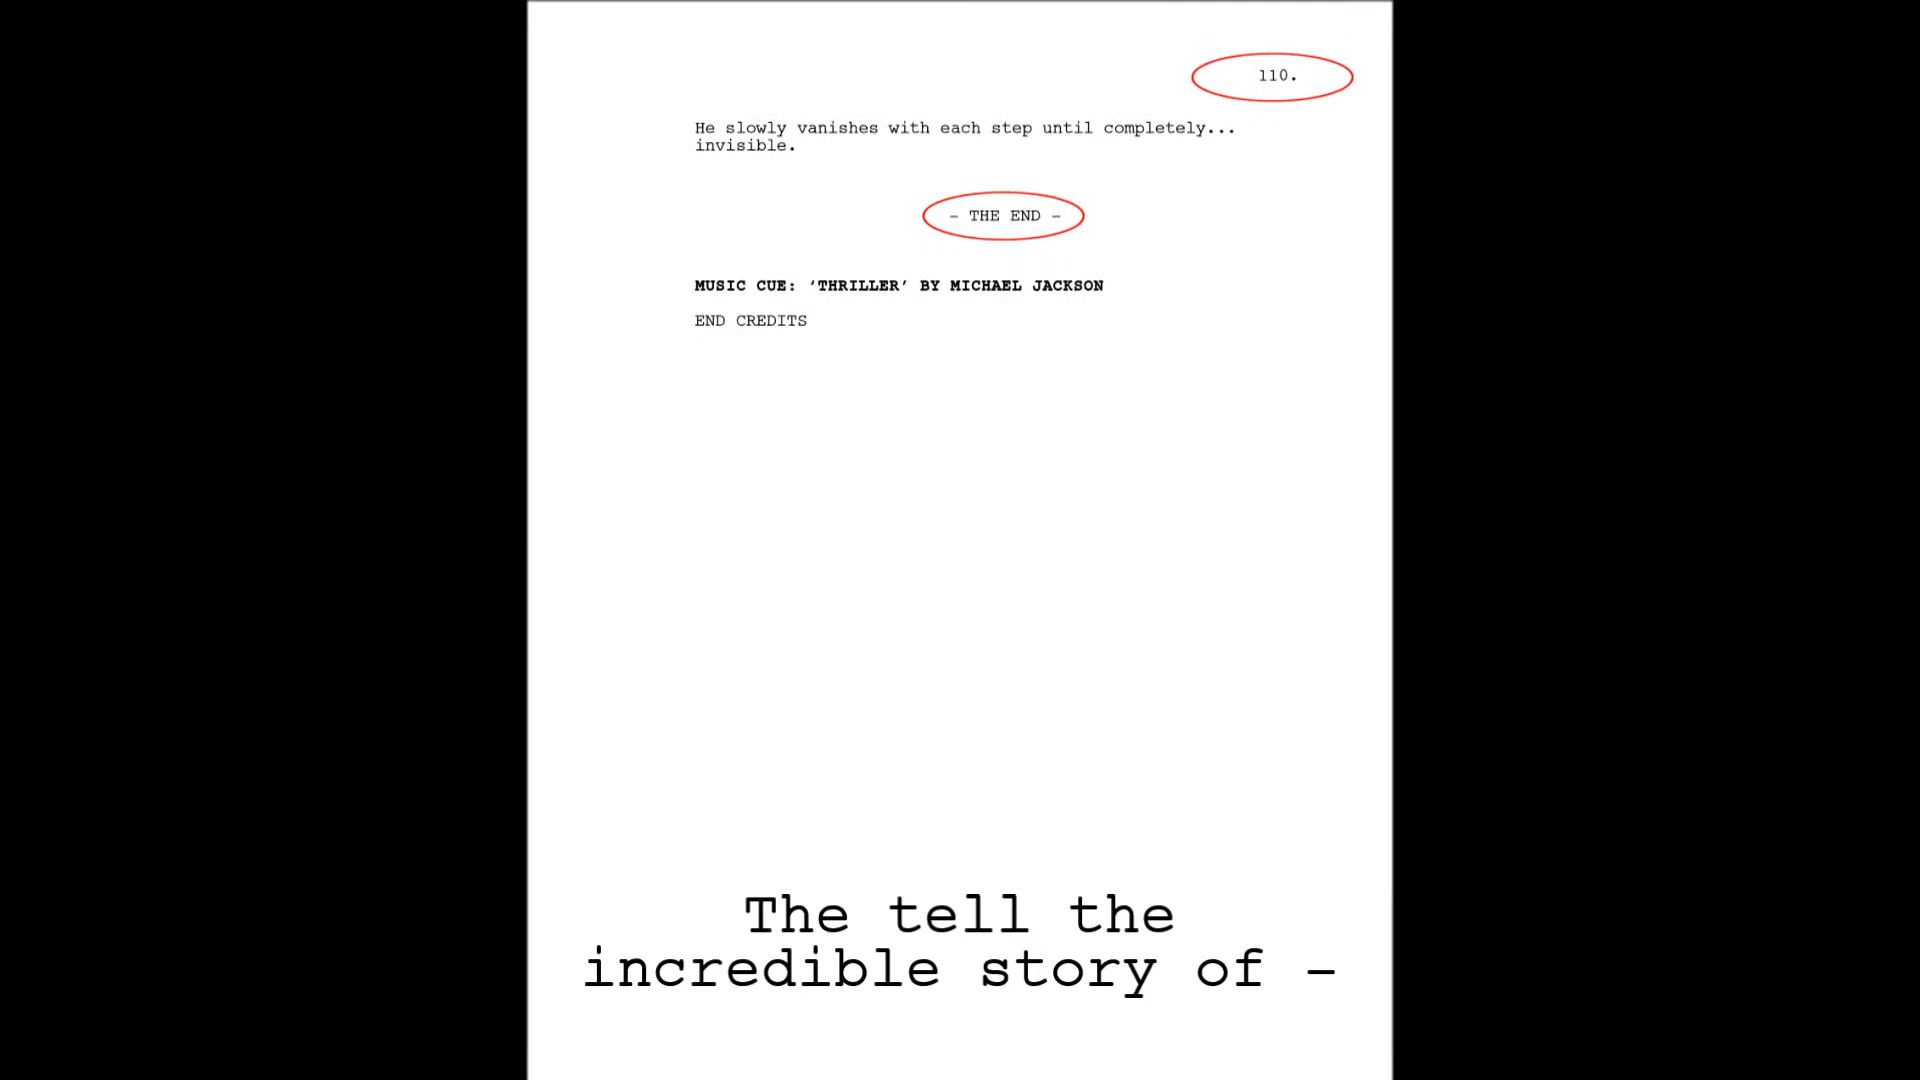 110.
He slowly vanishes with each step until completely...
invisible.
- THE END -
MUSIC CUE: ‘THRILLER’ BY MICHAEL JACKSON
END CREDITS
The tell the
incredible story of -